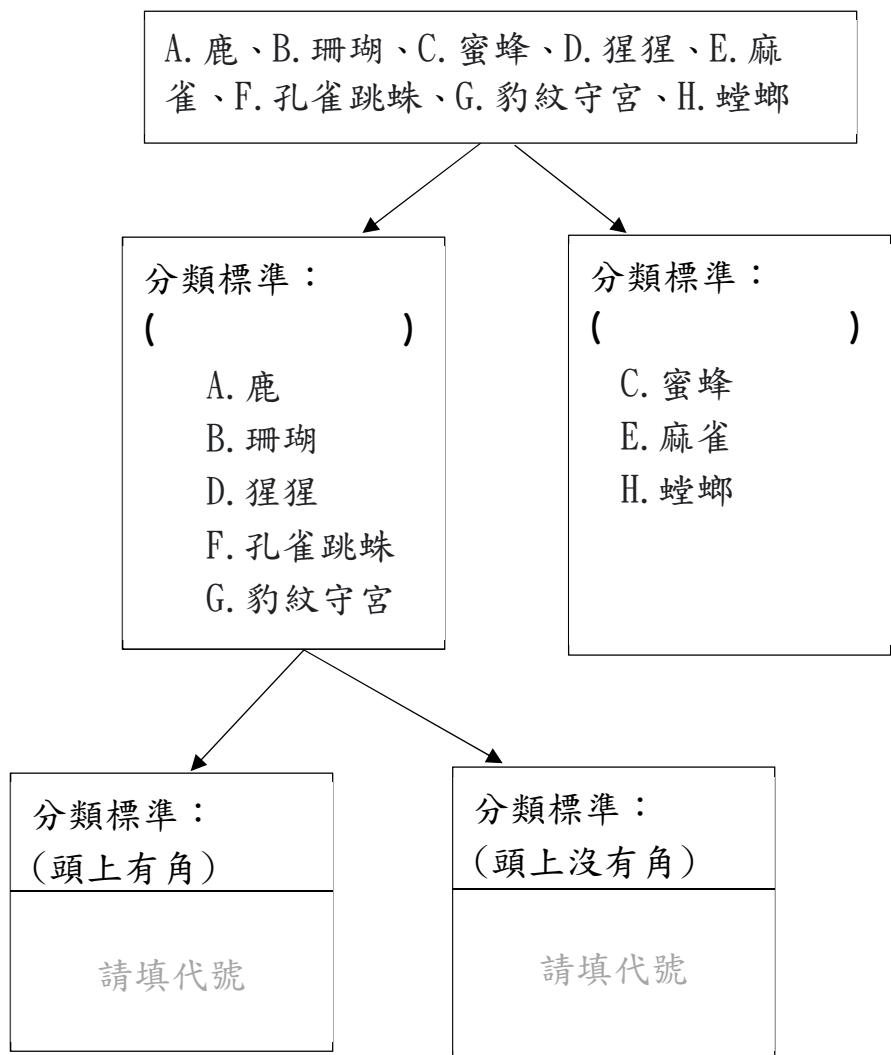 A.鹿、B.珊瑚、C.蜜蜂、D.猩猩、E.麻
雀、F.孔雀跳蛛、G.豹紋守宮、H.螳螂
分類標準：
(                )
A.鹿
B.珊瑚
D.猩猩
F.孔雀跳蛛
G.豹紋守宮
分類標準：
(                )
C.蜜蜂
E.麻雀
H.螳螂
分類標準：
(頭上有角)
請填代號
分類標準：
(頭上沒有角)
請填代號